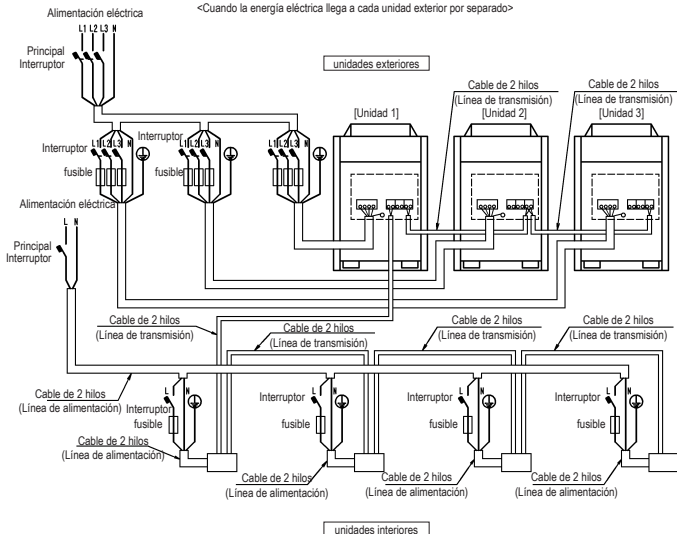 <Cuando la energía eléctrica llega a cada unidad exterior por separado>
Alimentación eléctrica
L1 L2 L3 N
Principal
Interruptor
unidades exteriores
Cable de 2 hilos
(Línea de transmisión)
Cable de 2 hilos
(Línea de transmisión)
[Unidad 1]
[Unidad 2]
[Unidad 3]
Interruptor
L1 L2 L3 N
fusible
Interruptor
L1 L2 L3 N
fusible
L1 L2 L3 N
Alimentación eléctrica
L N
Principal
Interruptor
Cable de 2 hilos
(Línea de transmisión)
Cable de 2 hilos
(Línea de transmisión)
Cable de 2 hilos
(Línea de transmisión)
Cable de 2 hilos
(Línea de transmisión)
Cable de 2 hilos
(Línea de alimentación)
L N
Interruptor
fusible
L N
Interruptor
fusible
L N
Interruptor
fusible
L N
Interruptor
fusible
Cable de 2 hilos
(Línea de alimentación)
Cable de 2 hilos
(Línea de alimentación)
Cable de 2 hilos
(Línea de alimentación)
Cable de 2 hilos
(Línea de alimentación)
unidades interiores